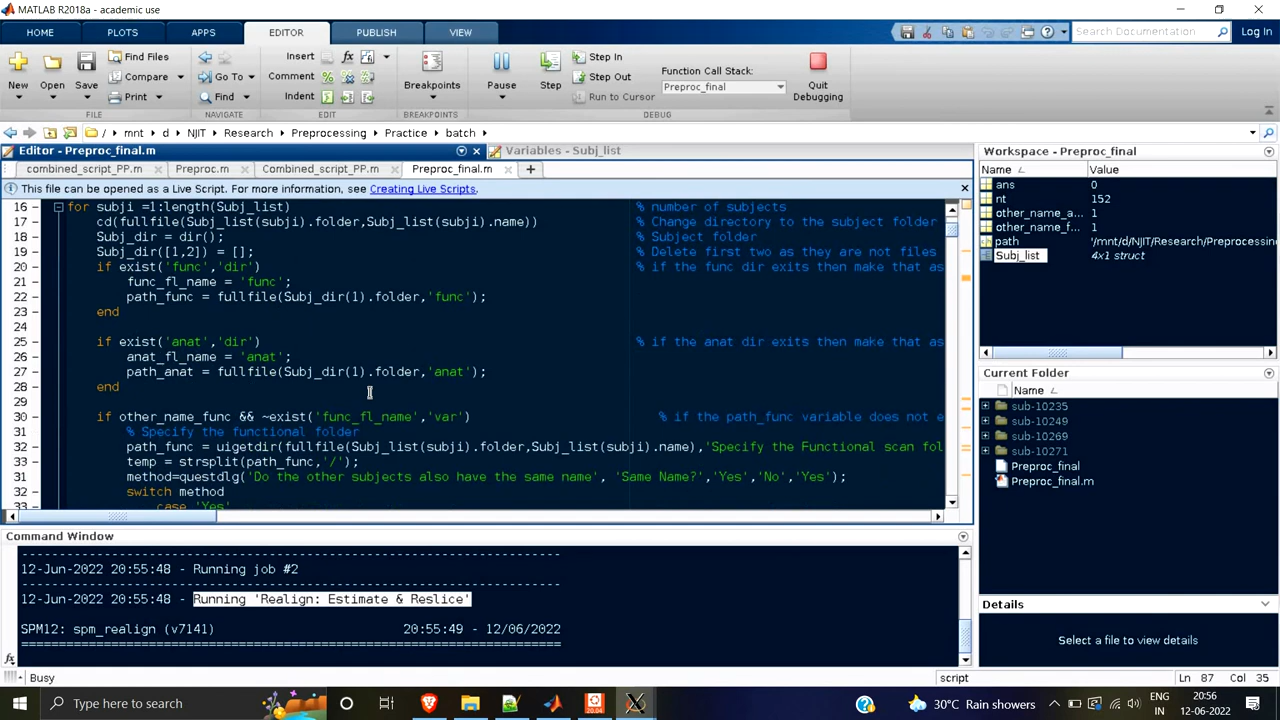 MATLAB R2018a - academic use
HOME PLOTS APPS EDITOR PUBLISH VIEW
Search Documentation
Log In
New Open Save
Find Files
Compare
Print
Go To
Find
Insert
Comment
Indent
Breakpoints
Pause
Step
Step In
Step Out
Run to Cursor
Function Call Stack:
Preproc_final
Quit Debugging
FILE NAVIGATE EDIT BREAKPOINTS DEBUG
/ mnt d NJIT Research Preprocessing Practice batch
Editor - Preproc_final.m
Variables - Subj_list
combined_script_PP.m Preproc.m Combined_script_PP.m Preproc_final.m
This file can be opened as a Live Script. For more information, see Creating Live Scripts.
16 for subji =1:length(Subj_list) % number of subjects
17 cd(fullfile(Subj_list(subji).folder,Subj_list(subji).name)) % Change directory to the subject folder
18 Subj_dir = dir(); % Subject folder
19 Subj_dir([1,2]) = []; % Delete first two as they are not files
20 if exist('func','dir') % if the func dir exits then make that as
21 func_fl_name = 'func';
22 path_func = fullfile(Subj_dir(1).folder,'func');
23 end
24
25 if exist('anat','dir') % if the anat dir exits then make that as
26 anat_fl_name = 'anat';
27 path_anat = fullfile(Subj_dir(1).folder,'anat');
28 end
29
30 if other_name_func && ~exist('func_fl_name','var') % if the path_func variable does not e
31 % Specify the functional folder
32 path_func = uigetdir(fullfile(Subj_list(subji).folder,Subj_list(subji).name),'Specify the Functional scan fol
33 temp = strsplit(path_func,'/');
31 method=questdlg('Do the other subjects also have the same name', 'Same Name?','Yes','No','Yes');
32 switch method
33 case 'Yes'
Command Window
12-Jun-2022 20:55:48 - Running job #2
12-Jun-2022 20:55:48 - Running 'Realign: Estimate & Reslice'
SPM12: spm_realign (v7141) 20:55:49 - 12/06/2022
fx
Busy
script
Ln 87 Col 35
Workspace - Preproc_final
Name Value
ans 0
nt 152
other_name_a... 1
other_name_f... 1
path '/mnt/d/NJIT/Research/Preprocessing
Subj_list 4x1 struct
Current Folder
Name
sub-10235
sub-10249
sub-10269
sub-10271
Preproc_final
Preproc_final.m
Details
Select a file to view details
Type here to search
20.04
30°C Rain showers
ENG
IN
20:56
12-06-2022